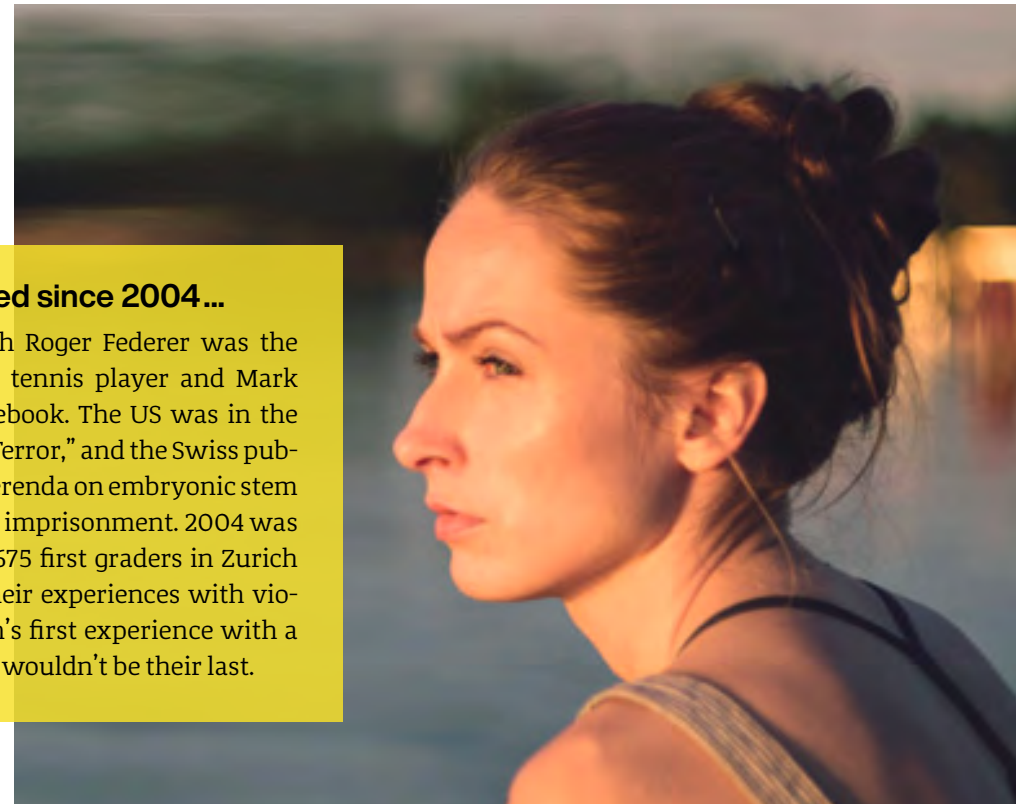 ed since 2004...
h Roger Federer was the
tennis player and Mark
ebook. The US was in the
Terror,” and the Swiss pub-
erenda on embryonic stem
imprisonment. 2004 was
675 first graders in Zurich
eir experiences with vio-
n’s first experience with a
wouldn’t be their last.